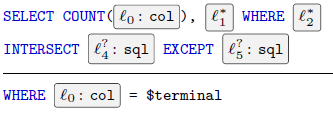 SELECT COUNT(ℓ₀ : col), ℓ₁* WHERE ℓ₂*
INTERSECT ℓ₄? : sql EXCEPT ℓ₅? : sql
WHERE ℓ₀ : col = $terminal